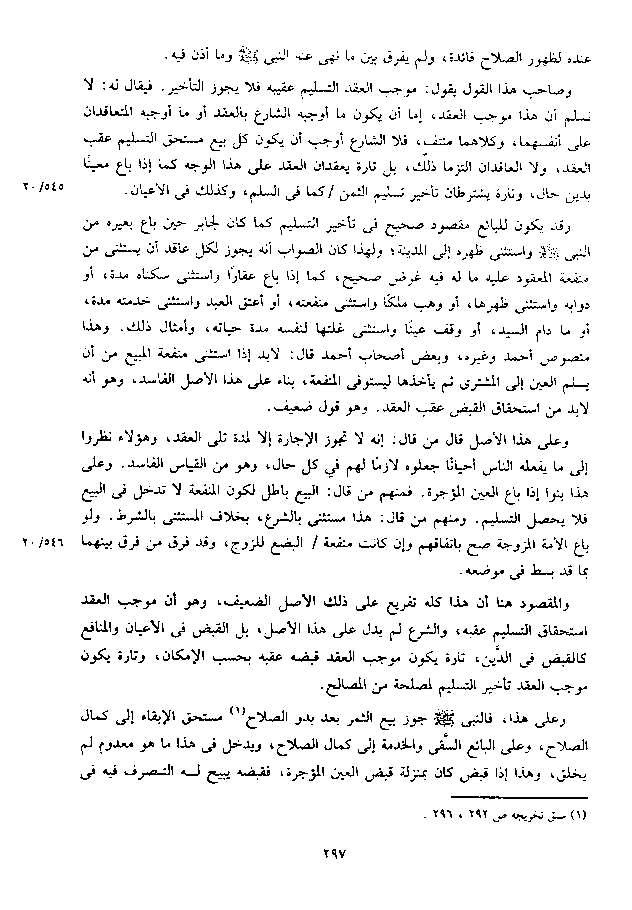 عنده لظهور الصلاح فائدة، ولم يفرق بين ما نهى عنه النبي ﷺ وما أذن فيه.
وصاحب هذا القول يقول: موجب العقد التسليم عقيبه فلا يجوز التأخير. فيقال له: لا
نسلم أن هذا موجب العقد، إما أن يكون ما أوجبه الشارع بالعقد أو ما أوجبه المتعاقدان
على أنفسهما، وكلاهما منتف، فلا الشارع أوجب أن يكون كل بيع مستحق التسليم عقب
العقد، ولا العاقدان التزما ذلك، بل تارة يعقدان العقد على هذا الوجه كما إذا باع معينًا
بدين حال، وتارة يشترطان تأخير تسليم الثمن / كما في السلم، وكذلك في الأعيان. ٢٠/٥٤٥
وقد يكون للبائع مقصود صحيح في تأخير التسليم كما كان لجابر حين باع بعيره من
النبي ﷺ واستثنى ظهره إلى المدينة؛ ولهذا كان الصواب أنه يجوز لكل عاقد أن يستثنى من
منفعة المعقود عليه ما له فيه غرض صحيح، كما إذا باع عقارًا واستثنى سكناه مدة، أو
دوابه واستثنى ظهرها، أو وهب ملكًا واستثنى منفعته، أو أعتق العبد واستثنى خدمته مدة،
أو ما دام السيد، أو وقف عينًا واستثنى غلتها لنفسه مدة حياته، وأمثال ذلك. وهذا
منصوص أحمد وغيره، وبعض أصحاب أحمد قال: لابد إذا استثنى منفعة المبيع من أن
يسلم العين إلى المشترى ثم يأخذها ليستوفى المنفعة، بناء على هذا الأصل الفاسد، وهو أنه
لابد من استحقاق القبض عقب العقد. وهو قول ضعيف.
وعلى هذا الأصل قال من قال: إنه لا تجوز الإجارة إلا لمدة تلى العقد، وهؤلاء نظروا
إلى ما يفعله الناس أحيانًا جعلوه لازمًا لهم في كل حال، وهو من القياس الفاسد. وعلى
هذا بنوا إذا باع العين المؤجرة. فمنهم من قال: البيع باطل لكون المنفعة لا تدخل في البيع
فلا يحصل التسليم. ومنهم من قال: هذا مستثنى بالشرع، بخلاف المستثنى بالشرط. ولو
باع الأمة المزوجة صح باتفاقهم وإن كانت منفعة / البضع للزوج، وقد فرق من فرق بينهما ٢٠/٥٤٦
بما قد بسط في موضعه.
والمقصود هنا أن هذا كله تفريع على ذلك الأصل الضعيف، وهو أن موجب العقد
استحقاق التسليم عقبه، والشرع لم يدل على هذا الأصل، بل القبض في الأعيان والمنافع
كالقبض في الدَّين، تارة يكون موجب العقد قبضه عقبه بحسب الإمكان، وتارة يكون
موجب العقد تأخير التسليم لمصلحة من المصالح.
وعلى هذا، فالنبي ﷺ جوز بيع الثمر بعد بدو الصلاح(١) مستحق الإبقاء إلى كمال
الصلاح، وعلى البائع السَّقى والخدمة إلى كمال الصلاح، ويدخل في هذا ما هو معدوم لم
يخلق، وهذا إذا قبض كان بمنزلة قبض العين المؤجرة، فقبضه يبيح لـه التصرف فيه في
(١) سبق تخريجه ص ٢٩٢ ، ٢٩٦ .
٢٩٧